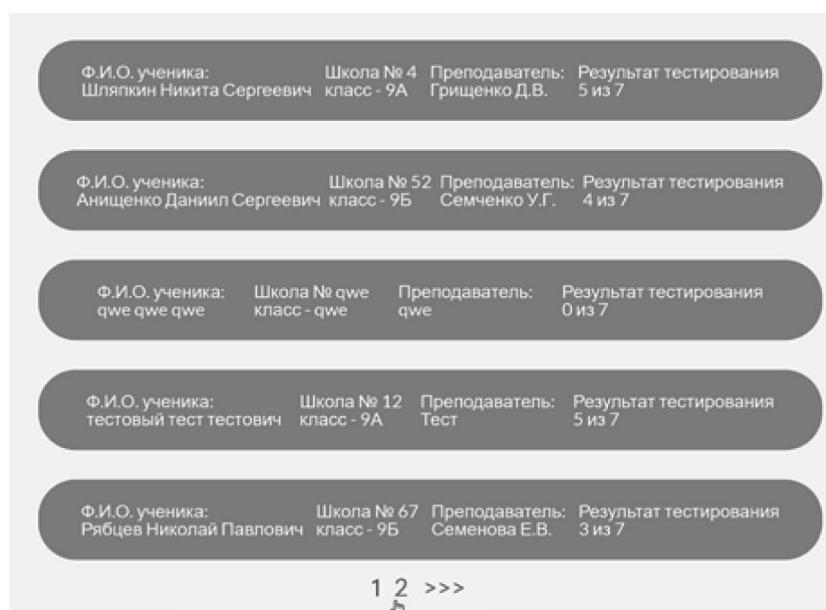 Ф.И.О. ученика: Школа № 4 Преподаватель: Результат тестирования
Шляпкин Никита Сергеевич класс - 9А Грищенко Д.В. 5 из 7
Ф.И.О. ученика: Школа № 52 Преподаватель: Результат тестирования
Анищенко Даниил Сергеевич класс - 9Б Семченко У.Г. 4 из 7
Ф.И.О. ученика: Школа № qwe Преподаватель: Результат тестирования
qwe qwe qwe класс - qwe qwe 0 из 7
Ф.И.О. ученика: Школа № 12 Преподаватель: Результат тестирования
тестовый тест тестович класс - 9А Тест 5 из 7
Ф.И.О. ученика: Школа № 67 Преподаватель: Результат тестирования
Рябцев Николай Павлович класс - 9Б Семенова Е.В. 3 из 7
1 2 >>>